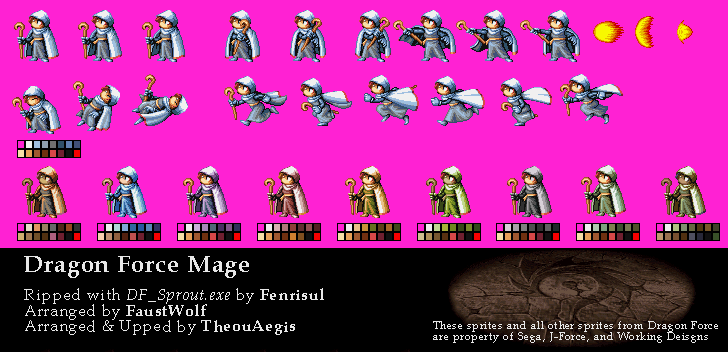 Dragon Force Mage
Ripped with DF_Sprout.exe by Fenrisul
Arranged by FaustWolf
Arranged & Upped by TheouAegis
These sprites and all other sprites from Dragon Force
are property of Sega, J-Force, and Working Deisgns